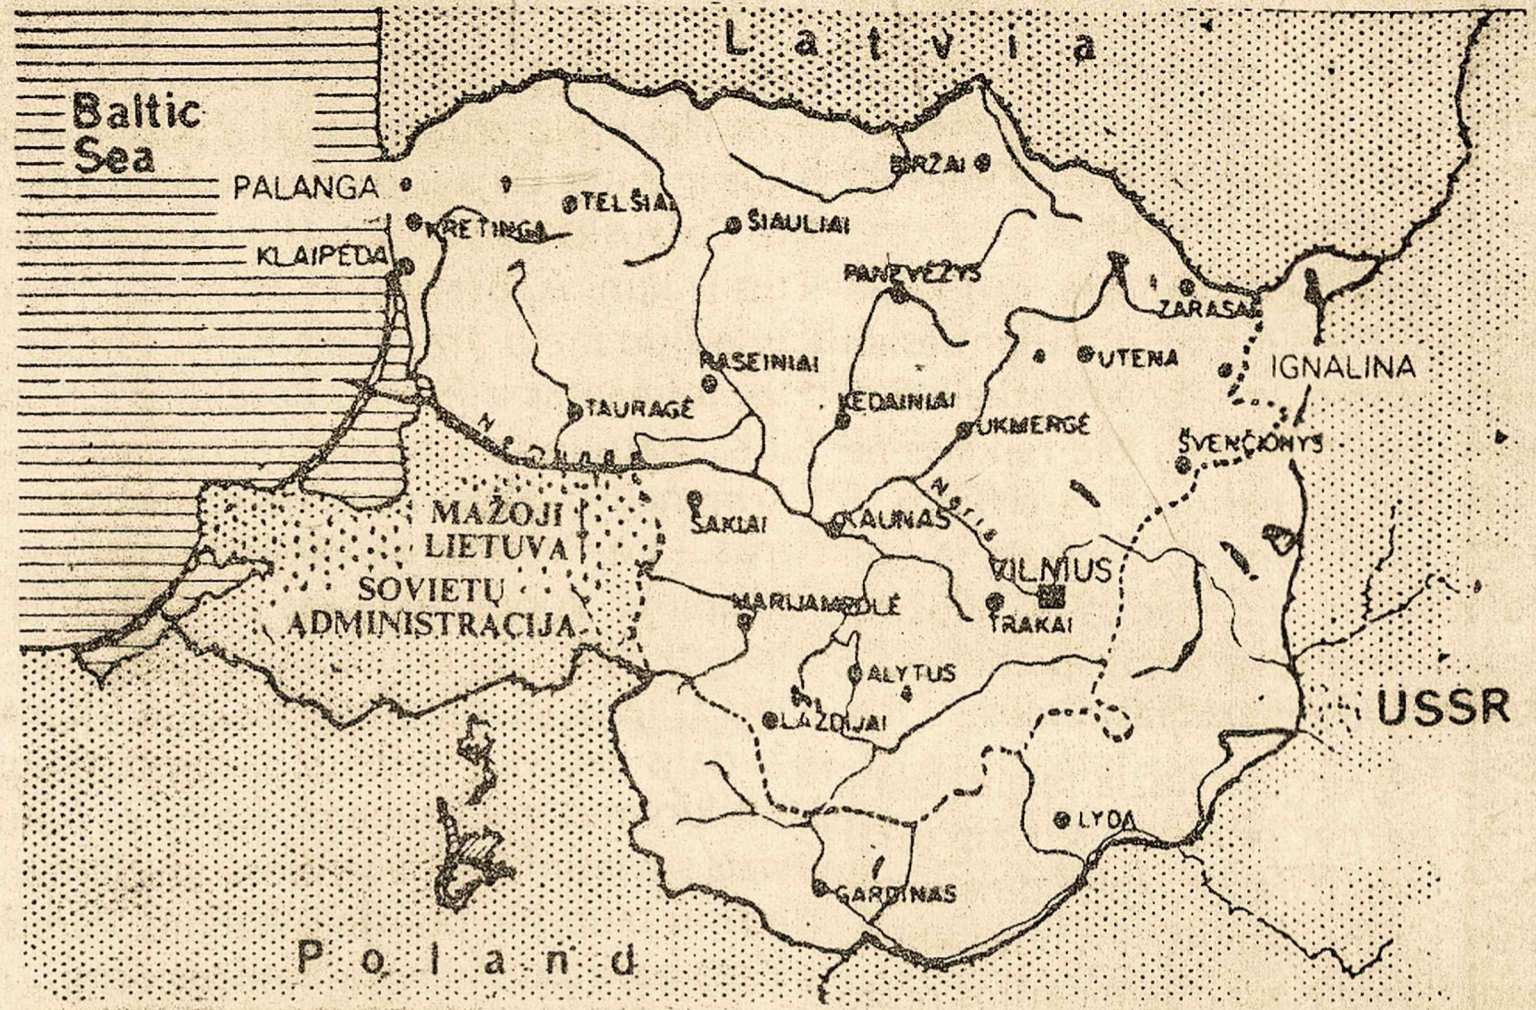 Latvia
Baltic
Sea
PALANGA
KRETINGA
KLAIPĖDA
TELŠIAI
ŠIAULIAI
BIRŽAI
PANEVĖŽYS
ZARASAI
UTENA
IGNALINA
RASEINIAI
TAURAGĖ
KĖDAINIAI
UKMERGĖ
ŠVENČIONYS
Nemunas
Neris
MAŽOJI
LIETUVA
SOVIETŲ
ADMINISTRACIJA
ŠAKIAI
KAUNAS
VILNIUS
TRAKAI
MARIJAMPOLĖ
ALYTUS
LAZDIJAI
USSR
LYDA
GARDINAS
Poland